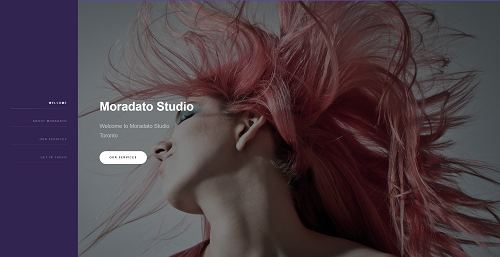 WELCOME
ABOUT MORADATO
OUR SERVICES
GET IN TOUCH
Moradato Studio
Welcome to Moradato Studio
Toronto
OUR SERVICES